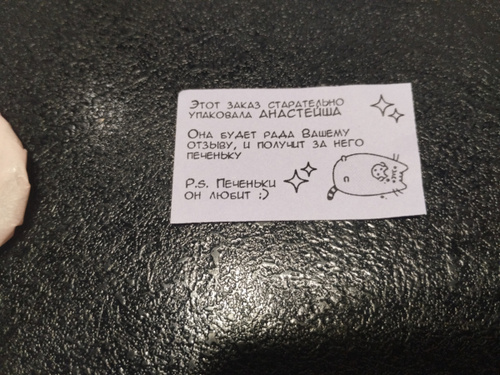 Этот заказ старательно
упаковала АНАСТЕЙША
Она будет рада Вашему
отзыву, и получит за него
печеньку
P.s. Печеньки
он любит :)